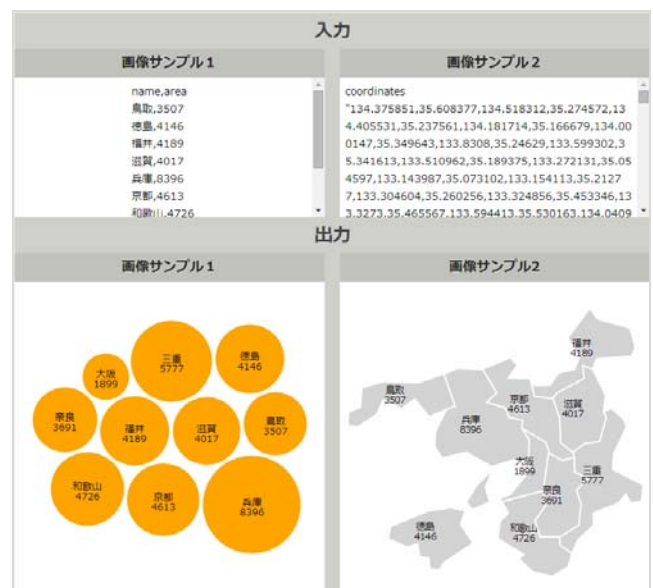 入力
画像サンプル1
画像サンプル2
name,area
鳥取,3507
徳島,4146
福井,4189
滋賀,4017
兵庫,8396
京都,4613
和歌山,4726
coordinates
"134.375851,35.608377,134.518312,35.274572,13
4.405531,35.237561,134.181714,35.166679,134.00
0147,35.349643,133.8308,35.24629,133.599302,3
5.341613,133.510962,35.189375,133.272131,35.05
4597,133.143987,35.073102,133.154113,35.2127
7,133.304604,35.260256,133.324856,35.453346,13
3.3273,35.465567,133.594413,35.530163,134.0409
出力
画像サンプル1
画像サンプル2
三重
5777
徳島
4146
大阪
1899
奈良
3691
福井
4189
滋賀
4017
鳥取
3507
和歌山
4726
京都
4613
兵庫
8396
福井
4189
鳥取
3507
京都
4613
滋賀
4017
兵庫
8396
大阪
1899
三重
5777
奈良
3691
徳島
4146
和歌山
4726